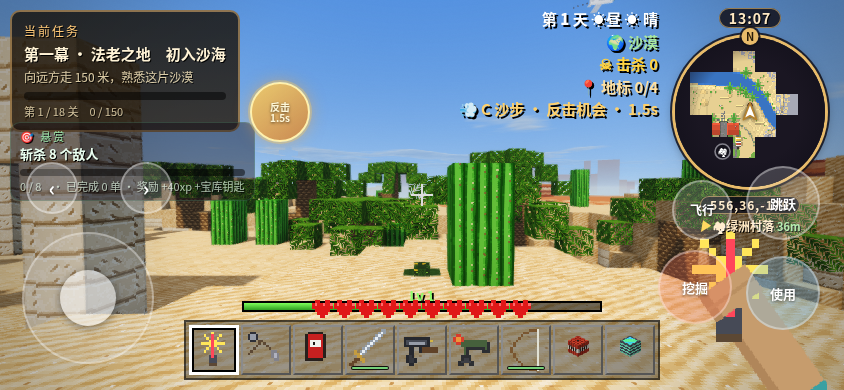 当前任务
第一幕 · 法老之地 初入沙海
向远方走 150 米，熟悉这片沙漠
第 1 / 18 关 0 / 150
悬赏
斩杀 8 个敌人
0 / 8 · 已完成 0 单 · 奖励 +40xp +宝库钥匙
反击
1.5s
第 1 天 昼 晴
沙漠
击杀 0
地标 0/4
C 沙步 · 反击机会 · 1.5s
13:07
N
飞行
跳跃
绿洲村落 36m
挖掘
使用